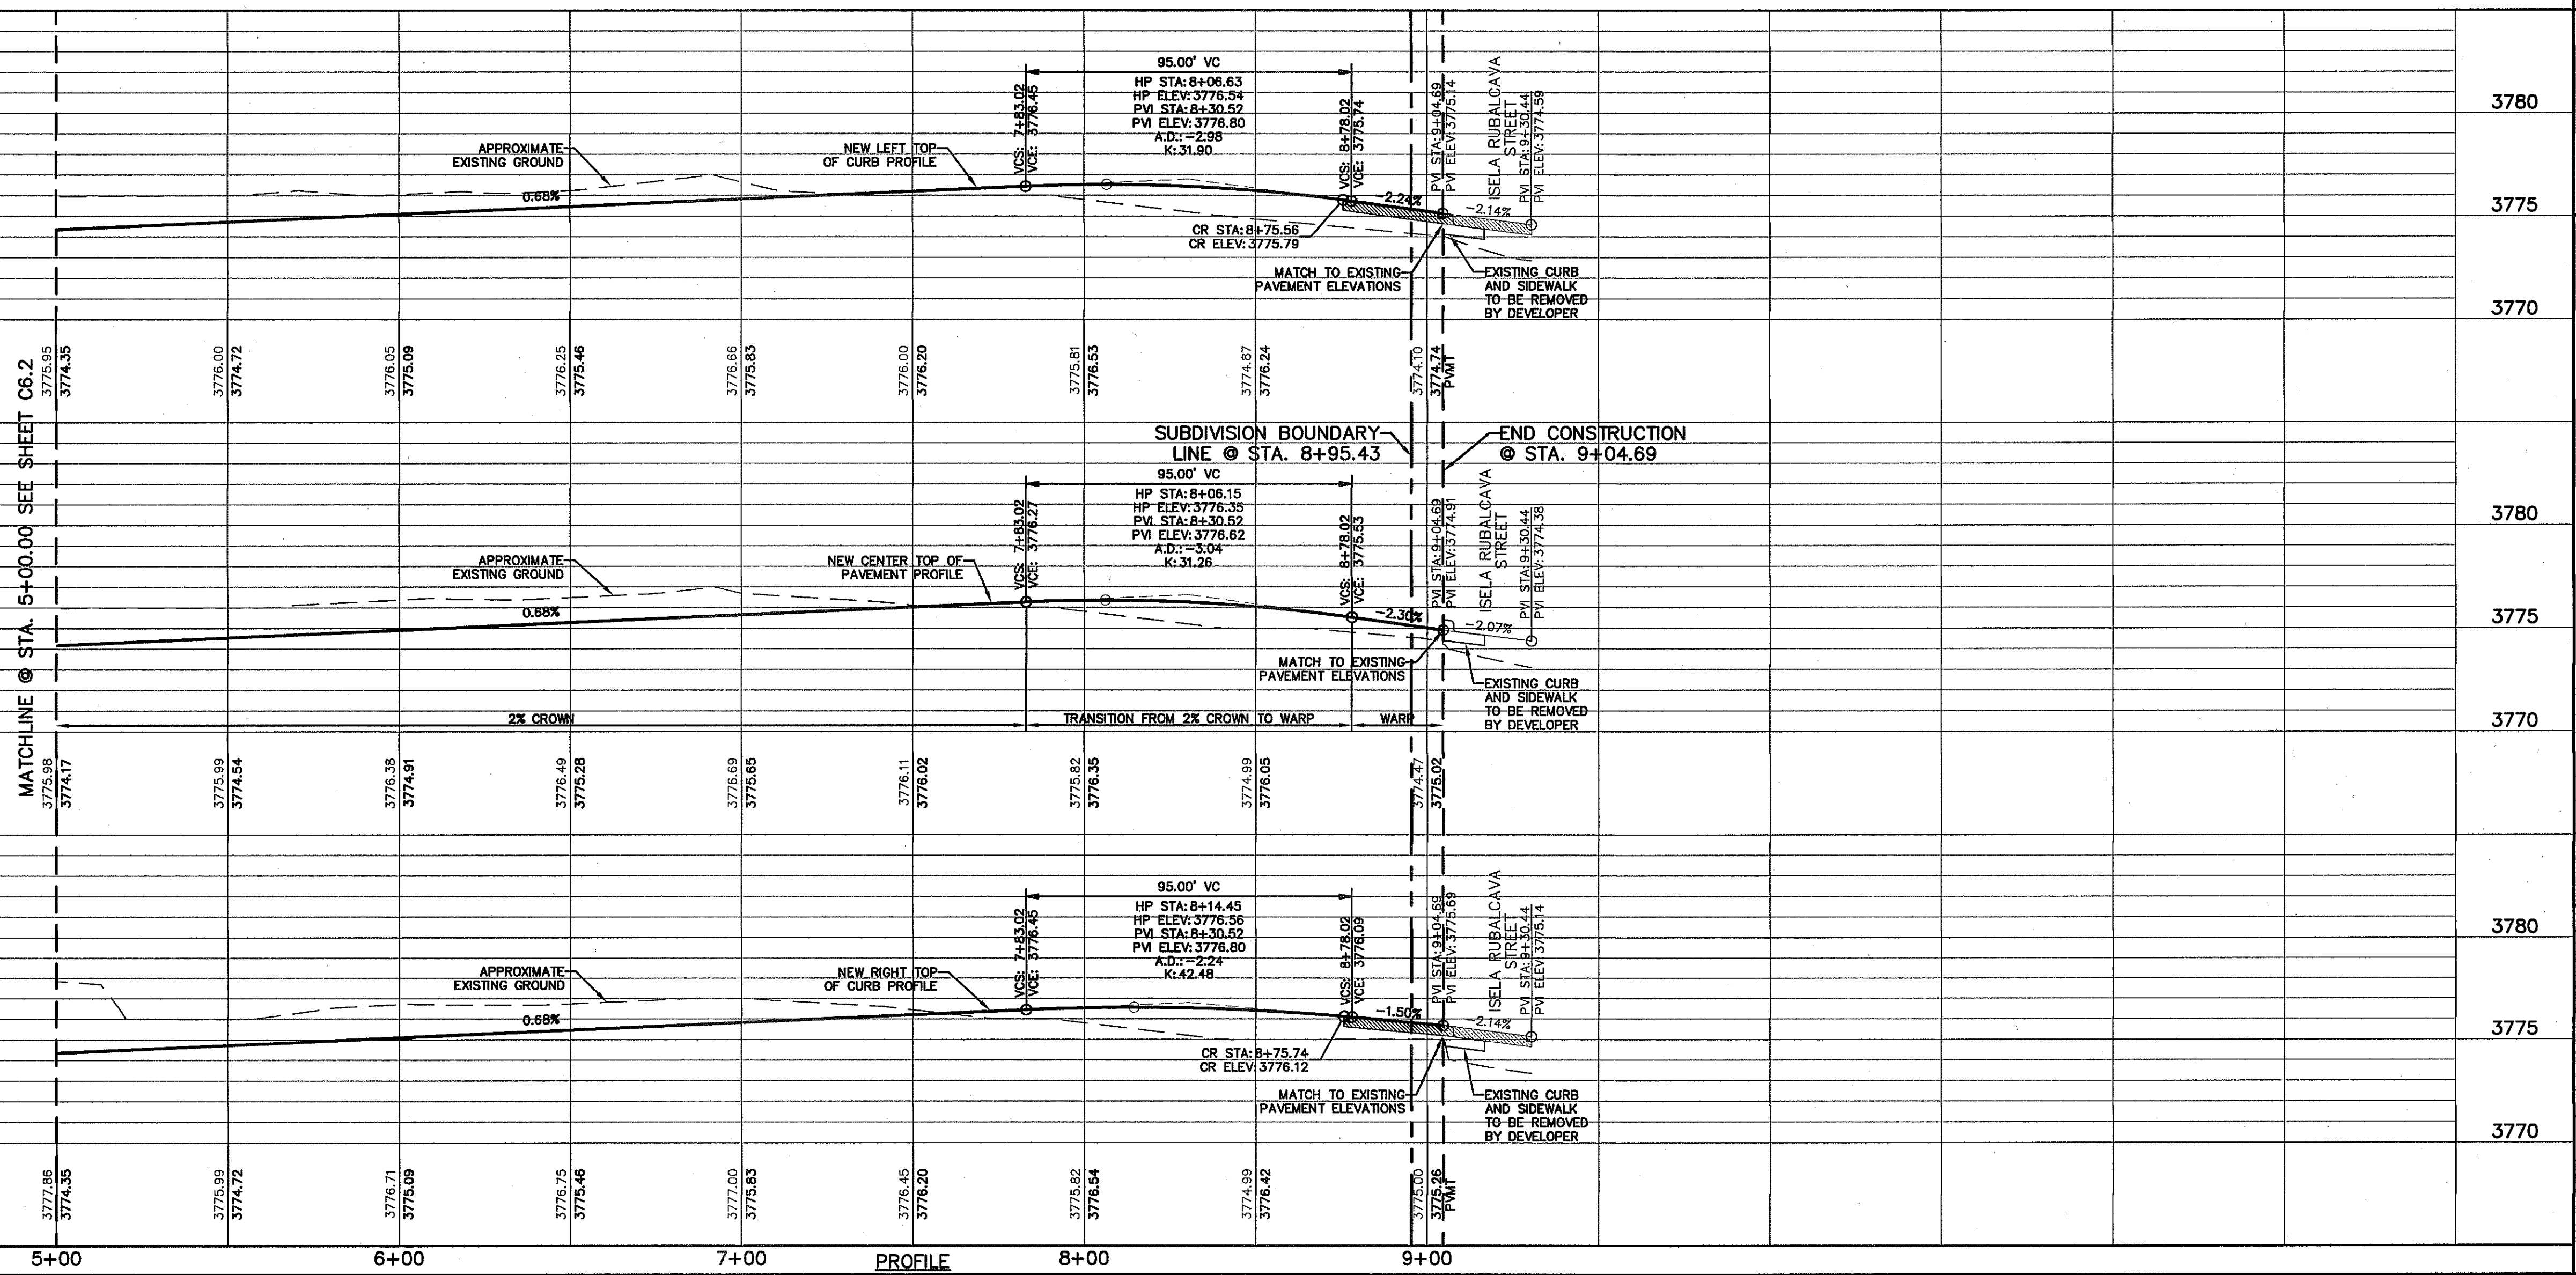 MATCHLINE @ STA. 5+00.00 SEE SHEET C6.2
95.00' VC
HP STA: 8+06.63
HP ELEV: 3776.54
PVI STA: 8+30.52
PVI ELEV: 3776.80
A.D.: -2.98
K: 31.90
VCS: 7+83.02
VCE: 3776.45
VCS: 8+78.02
VCE: 3775.74
PVI STA: 9+04.69
PVI ELEV: 3775.14
ISELA RUBALCAVA
STREET
PVI STA: 9+30.44
PVI ELEV: 3774.59
APPROXIMATE
EXISTING GROUND
NEW LEFT TOP
OF CURB PROFILE
0.68%
-2.24%
-2.14%
CR STA: 8+75.56
CR ELEV: 3775.79
MATCH TO EXISTING
PAVEMENT ELEVATIONS
EXISTING CURB
AND SIDEWALK
TO BE REMOVED
BY DEVELOPER
3780
3775
3770
3775.95
3774.35
3776.00
3774.72
3776.05
3775.09
3776.25
3775.46
3776.66
3775.83
3776.00
3776.20
3775.81
3776.53
3774.87
3776.24
3774.10
3774.74
PVMT
SUBDIVISION BOUNDARY
LINE @ STA. 8+95.43
END CONSTRUCTION
@ STA. 9+04.69
95.00' VC
HP STA: 8+06.15
HP ELEV: 3776.35
PVI STA: 8+30.52
PVI ELEV: 3776.62
A.D.: -3.04
K: 31.26
VCS: 7+83.02
VCE: 3776.27
VCS: 8+78.02
VCE: 3775.53
PVI STA: 9+04.69
PVI ELEV: 3774.91
ISELA RUBALCAVA
STREET
PVI STA: 9+30.44
PVI ELEV: 3774.38
APPROXIMATE
EXISTING GROUND
NEW CENTER TOP OF
PAVEMENT PROFILE
0.68%
-2.30%
-2.07%
MATCH TO EXISTING
PAVEMENT ELEVATIONS
EXISTING CURB
AND SIDEWALK
TO BE REMOVED
BY DEVELOPER
2% CROWN
TRANSITION FROM 2% CROWN TO WARP
WARP
3780
3775
3770
3775.98
3774.17
3775.99
3774.54
3776.38
3774.91
3776.49
3775.28
3776.69
3775.65
3776.11
3776.02
3775.82
3776.35
3774.99
3776.05
3774.47
3775.02
95.00' VC
HP STA: 8+14.45
HP ELEV: 3776.56
PVI STA: 8+30.52
PVI ELEV: 3776.80
A.D.: -2.24
K: 42.48
VCS: 7+83.02
VCE: 3776.45
VCS: 8+78.02
VCE: 3776.09
PVI STA: 9+04.69
PVI ELEV: 3775.69
ISELA RUBALCAVA
STREET
PVI STA: 9+30.44
PVI ELEV: 3775.14
APPROXIMATE
EXISTING GROUND
NEW RIGHT TOP
OF CURB PROFILE
0.68%
-1.50%
-2.14%
CR STA: 8+75.74
CR ELEV: 3776.12
MATCH TO EXISTING
PAVEMENT ELEVATIONS
EXISTING CURB
AND SIDEWALK
TO BE REMOVED
BY DEVELOPER
3780
3775
3770
3777.86
3774.35
3775.99
3774.72
3776.71
3775.09
3776.75
3775.46
3777.00
3775.83
3776.45
3776.20
3775.82
3776.54
3774.99
3776.42
3775.00
3775.26
PVMT
5+00
6+00
7+00
8+00
9+00
PROFILE